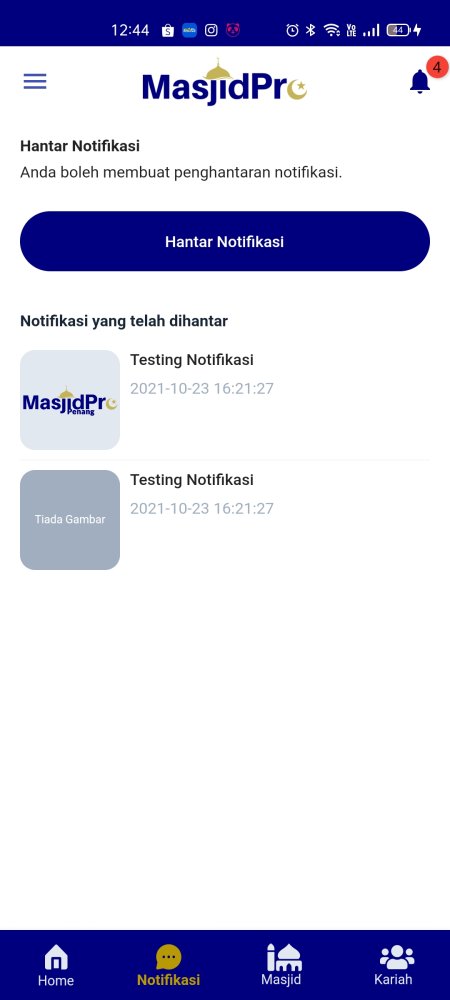 12:44
44
MasjidPro
4
Hantar Notifikasi
Anda boleh membuat penghantaran notifikasi.
Hantar Notifikasi
Notifikasi yang telah dihantar
MasjidPro
Penang
Testing Notifikasi
2021-10-23 16:21:27
Tiada Gambar
Testing Notifikasi
2021-10-23 16:21:27
Home
Notifikasi
Masjid
Kariah